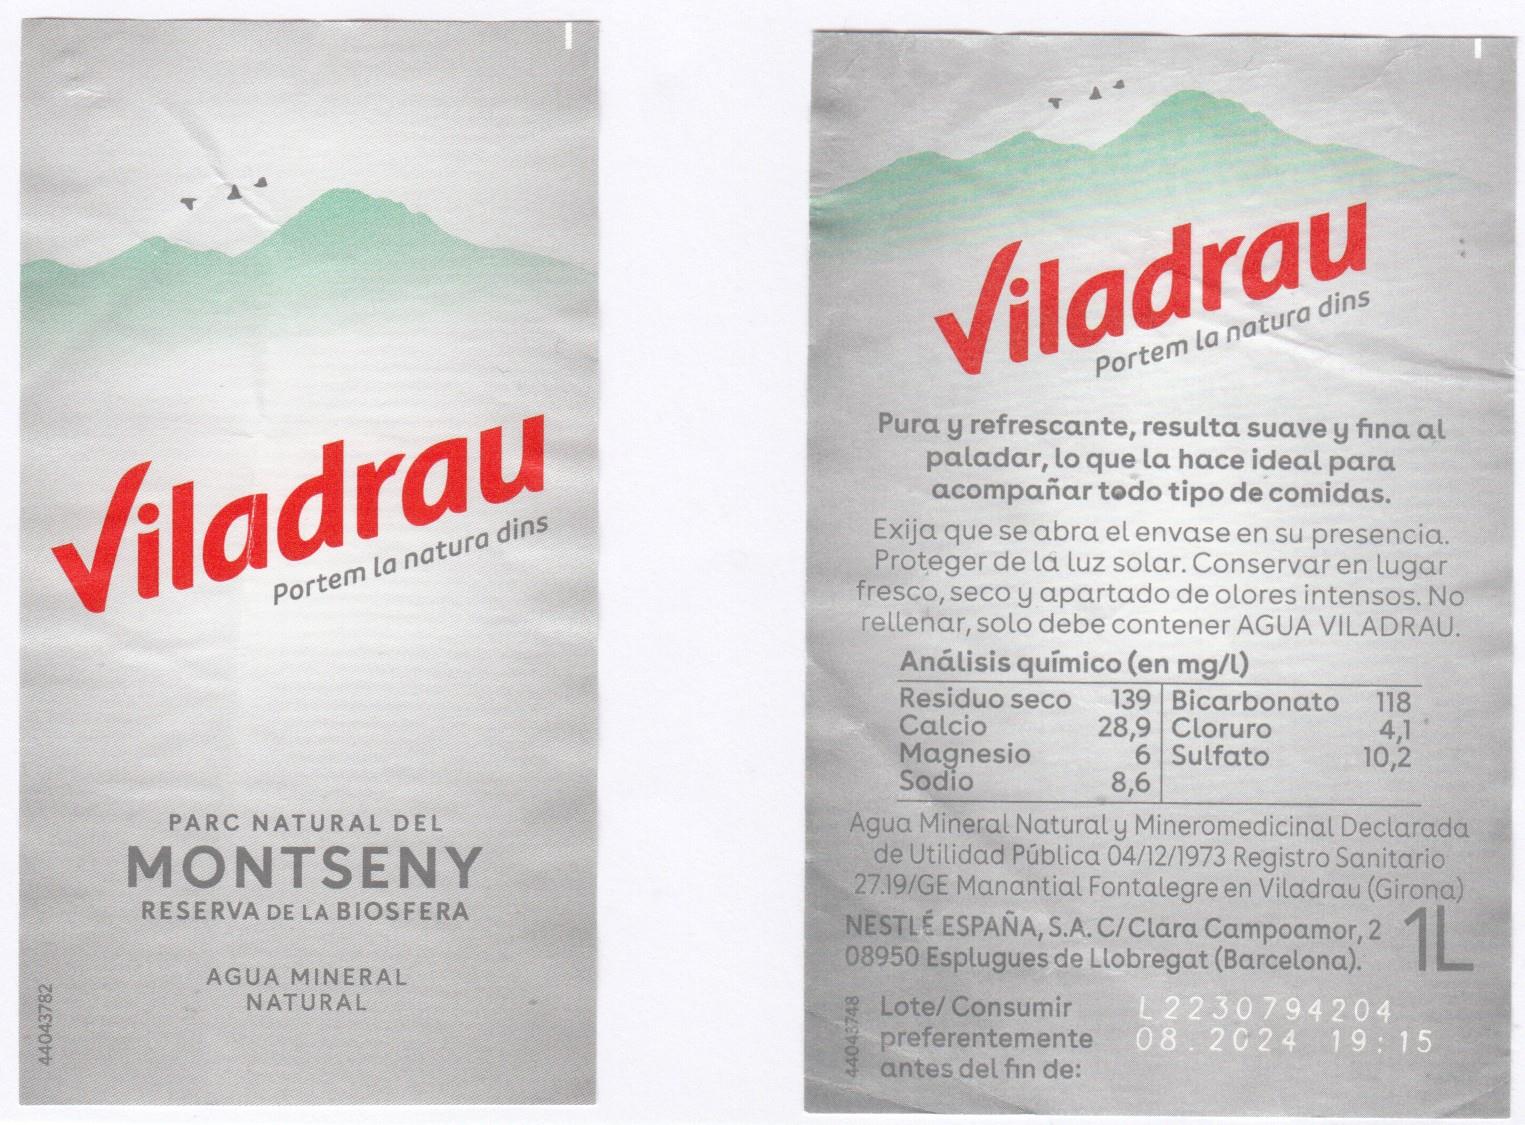 Viladrau
Portem la natura dins
PARC NATURAL DEL
MONTSENY
RESERVA DE LA BIOSFERA
AGUA MINERAL
NATURAL
44043782
Viladrau
Portem la natura dins
Pura y refrescante, resulta suave y fina al
paladar, lo que la hace ideal para
acompañar todo tipo de comidas.
Exija que se abra el envase en su presencia.
Proteger de la luz solar. Conservar en lugar
fresco, seco y apartado de olores intensos. No
rellenar, solo debe contener AGUA VILADRAU.
Análisis químico (en mg/l)
Residuo seco 139 Bicarbonato 118
Calcio 28,9 Cloruro 4,1
Magnesio 6 Sulfato 10,2
Sodio 8,6
Agua Mineral Natural y Mineromedicinal Declarada
de Utilidad Pública 04/12/1973 Registro Sanitario
27.19/GE Manantial Fontalegre en Viladrau (Girona)
NESTLÉ ESPAÑA, S.A. C/ Clara Campoamor, 2
08950 Esplugues de Llobregat (Barcelona).
1L
Lote/ Consumir L2230794204
preferentemente 08.2024 19:15
antes del fin de:
44043748